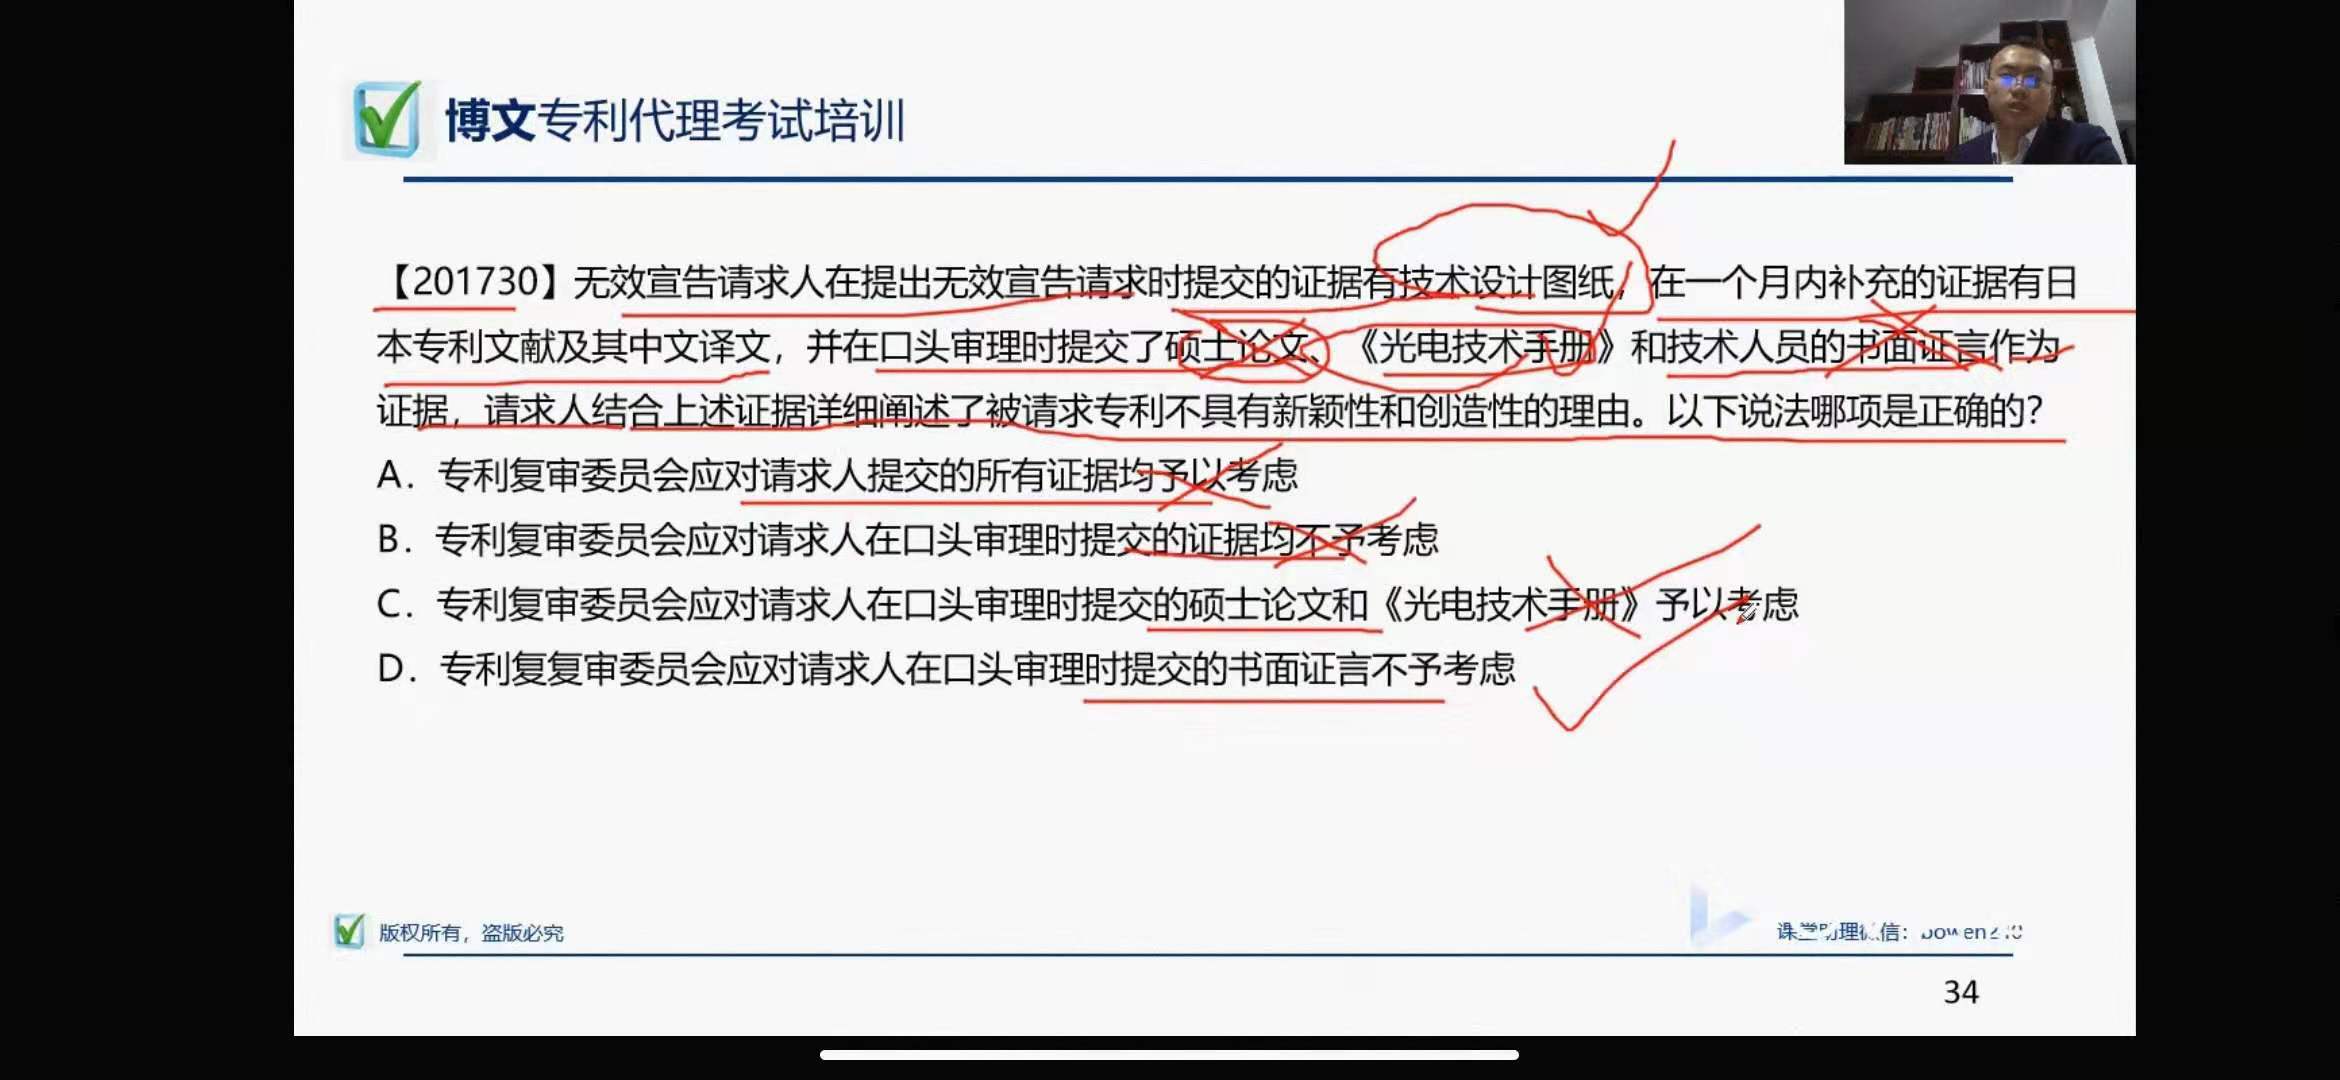 博文专利代理考试培训
【201730】无效宣告请求人在提出无效宣告请求时提交的证据有技术设计图纸，在一个月内补充的证据有日
本专利文献及其中文译文，并在口头审理时提交了硕士论文、《光电技术手册》和技术人员的书面证言作为
证据，请求人结合上述证据详细阐述了被请求专利不具有新颖性和创造性的理由。以下说法哪项是正确的？
A．专利复审委员会应对请求人提交的所有证据均予以考虑
B．专利复审委员会应对请求人在口头审理时提交的证据均不予考虑
C．专利复审委员会应对请求人在口头审理时提交的硕士论文和《光电技术手册》予以考虑
D．专利复复审委员会应对请求人在口头审理时提交的书面证言不予考虑
版权所有，盗版必究
课堂助理微信：
34